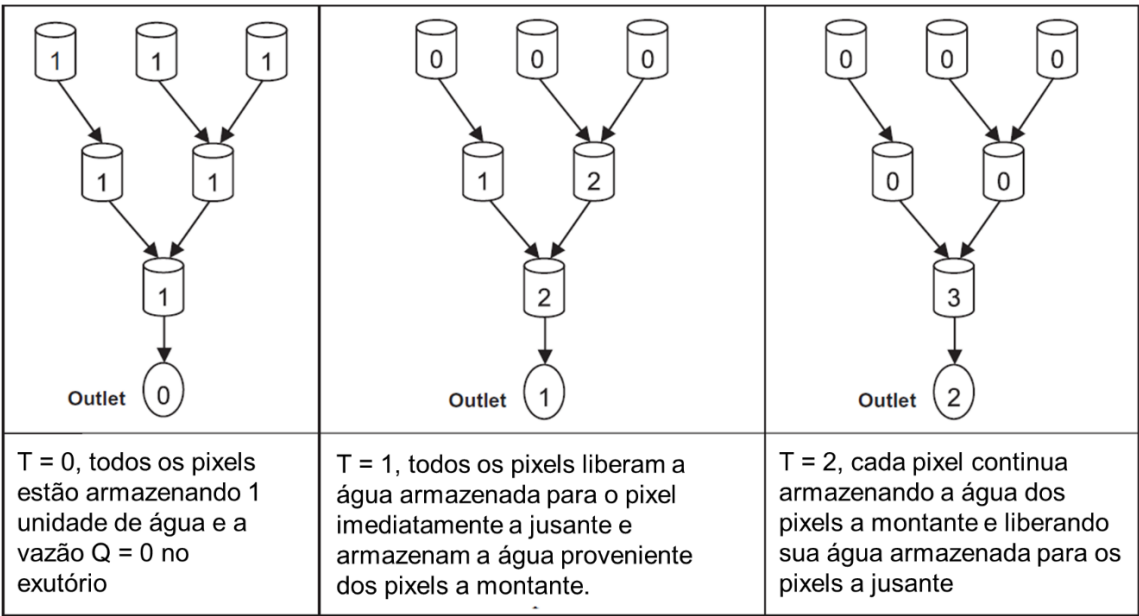 1 1 1
1 1
1
Outlet 0
T = 0, todos os pixels
estão armazenando 1
unidade de água e a
vazão Q = 0 no
exutório
0 0 0
1 2
2
Outlet 1
T = 1, todos os pixels liberam a
água armazenada para o pixel
imediatamente a jusante e
armazenam a água proveniente
dos pixels a montante.
0 0 0
0 0
3
Outlet 2
T = 2, cada pixel continua
armazenando a água dos
pixels a montante e liberando
sua água armazenada para os
pixels a jusante